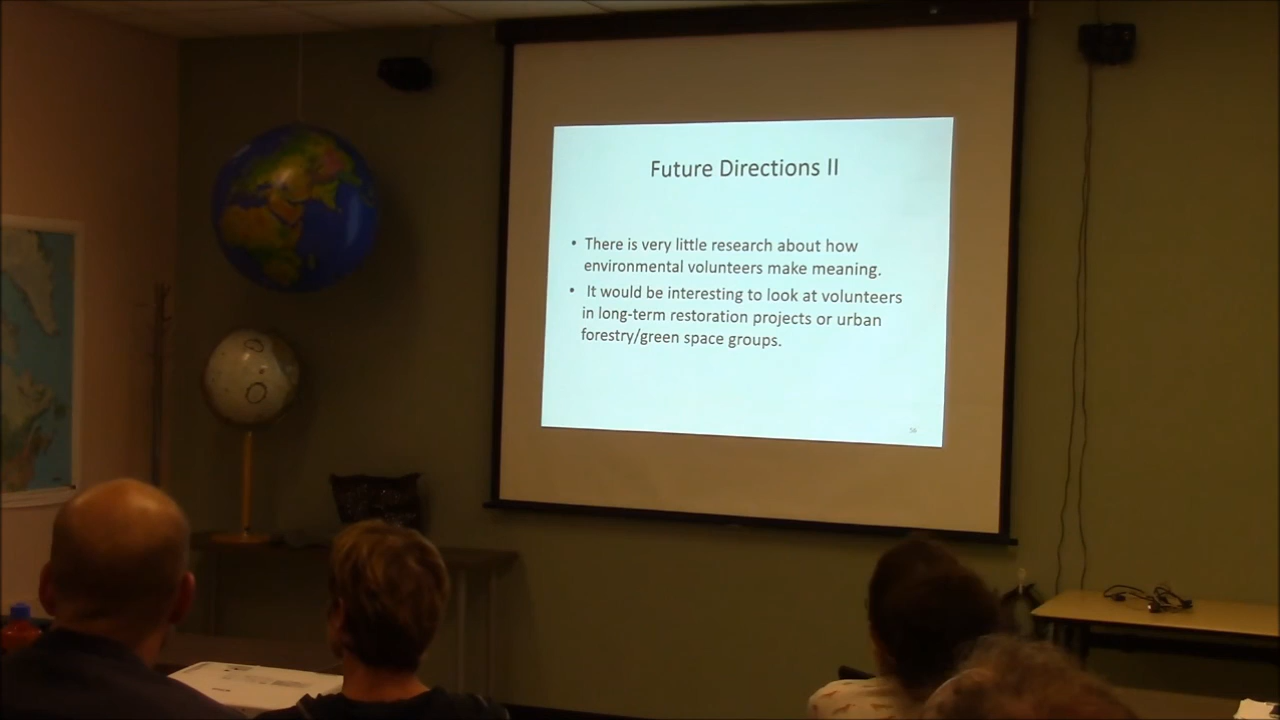 Future Directions II
• There is very little research about how
environmental volunteers make meaning.
• It would be interesting to look at volunteers
in long-term restoration projects or urban
forestry/green space groups.